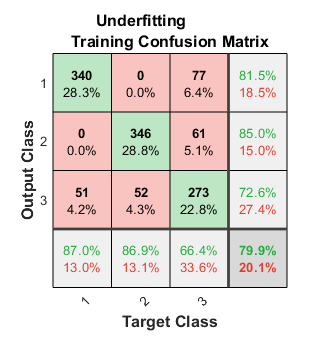 Underfitting
Training Confusion Matrix
340 0 77 81.5%
28.3% 0.0% 6.4% 18.5%
0 346 61 85.0%
0.0% 28.8% 5.1% 15.0%
51 52 273 72.6%
4.2% 4.3% 22.8% 27.4%
87.0% 86.9% 66.4% 79.9%
13.0% 13.1% 33.6% 20.1%
1
2
3
Output Class
1 2 3
Target Class